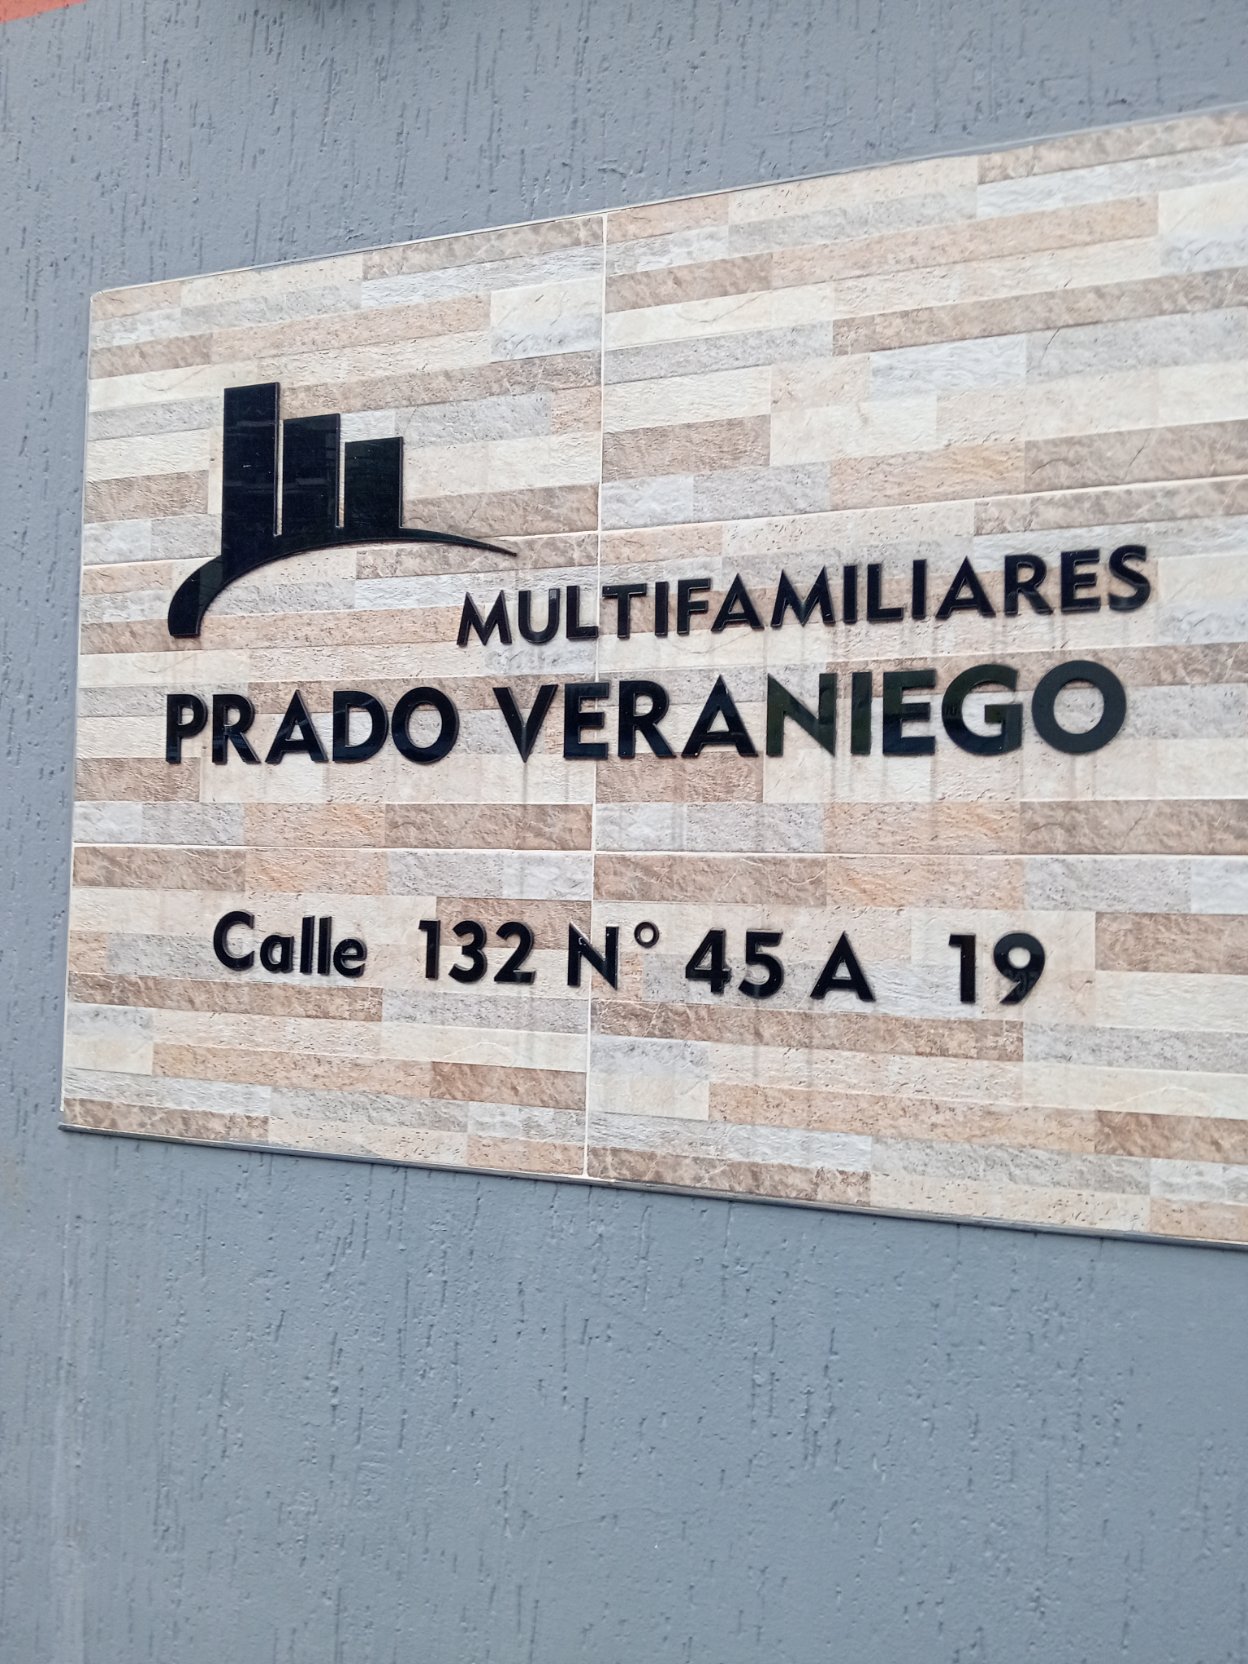 MULTIFAMILIARES
PRADO VERANIEGO
Calle 132 N° 45 A 19